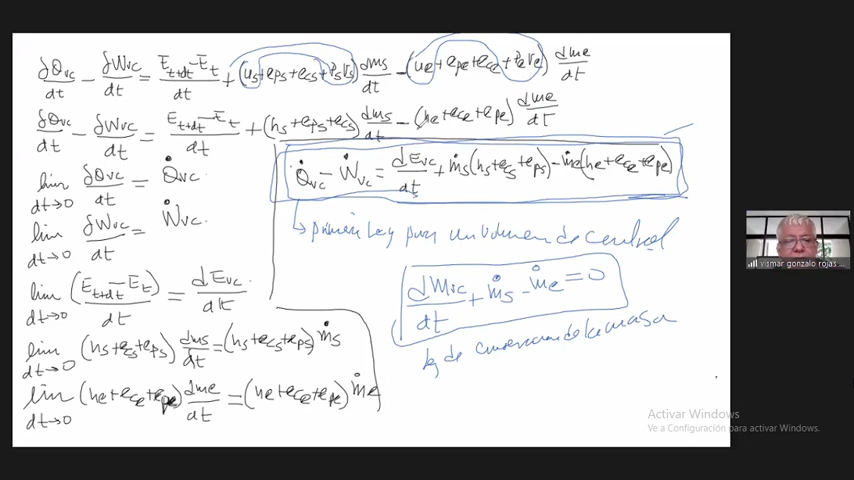 δQvc/dt - δWvc/dt = (Et+dt - Et)/dt + (us+eps+ecs+PsVs) dms/dt - (ue+epe+ece+PeVe) dme/dt
δQvc/dt - δWvc/dt = (Et+dt - Et)/dt + (hs+eps+ecs) dms/dt - (he+ece+epe) dme/dt
Q̇vc - Ẇvc = dEvc/dt + ṁs(hs+ecs+eps) - ṁe(he+ece+epe)
lim dt→0 δQvc/dt = Q̇vc.
lim dt→0 δWvc/dt = Ẇvc.
lim dt→0 (Et+dt - Et)/dt = dEvc/dt
lim dt→0 (hs+ecs+eps) dms/dt = (hs+ecs+eps) ṁs
lim dt→0 (he+ece+epe) dme/dt = (he+ece+epe) ṁe
↳ primera Ley para un volumen de control
dMvc/dt + ṁs - ṁe = 0
ley de conservacion de la masa
Activar Windows
Ve a Configuración para activar Windows.
vismar gonzalo rojas